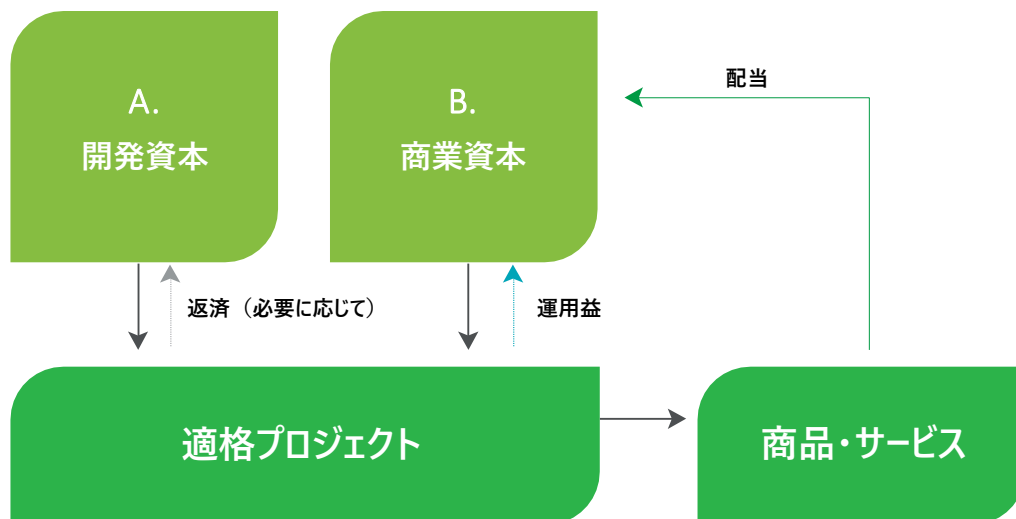 A.
開発資本
B.
商業資本
配当
返済（必要に応じて）
運用益
適格プロジェクト
商品・サービス